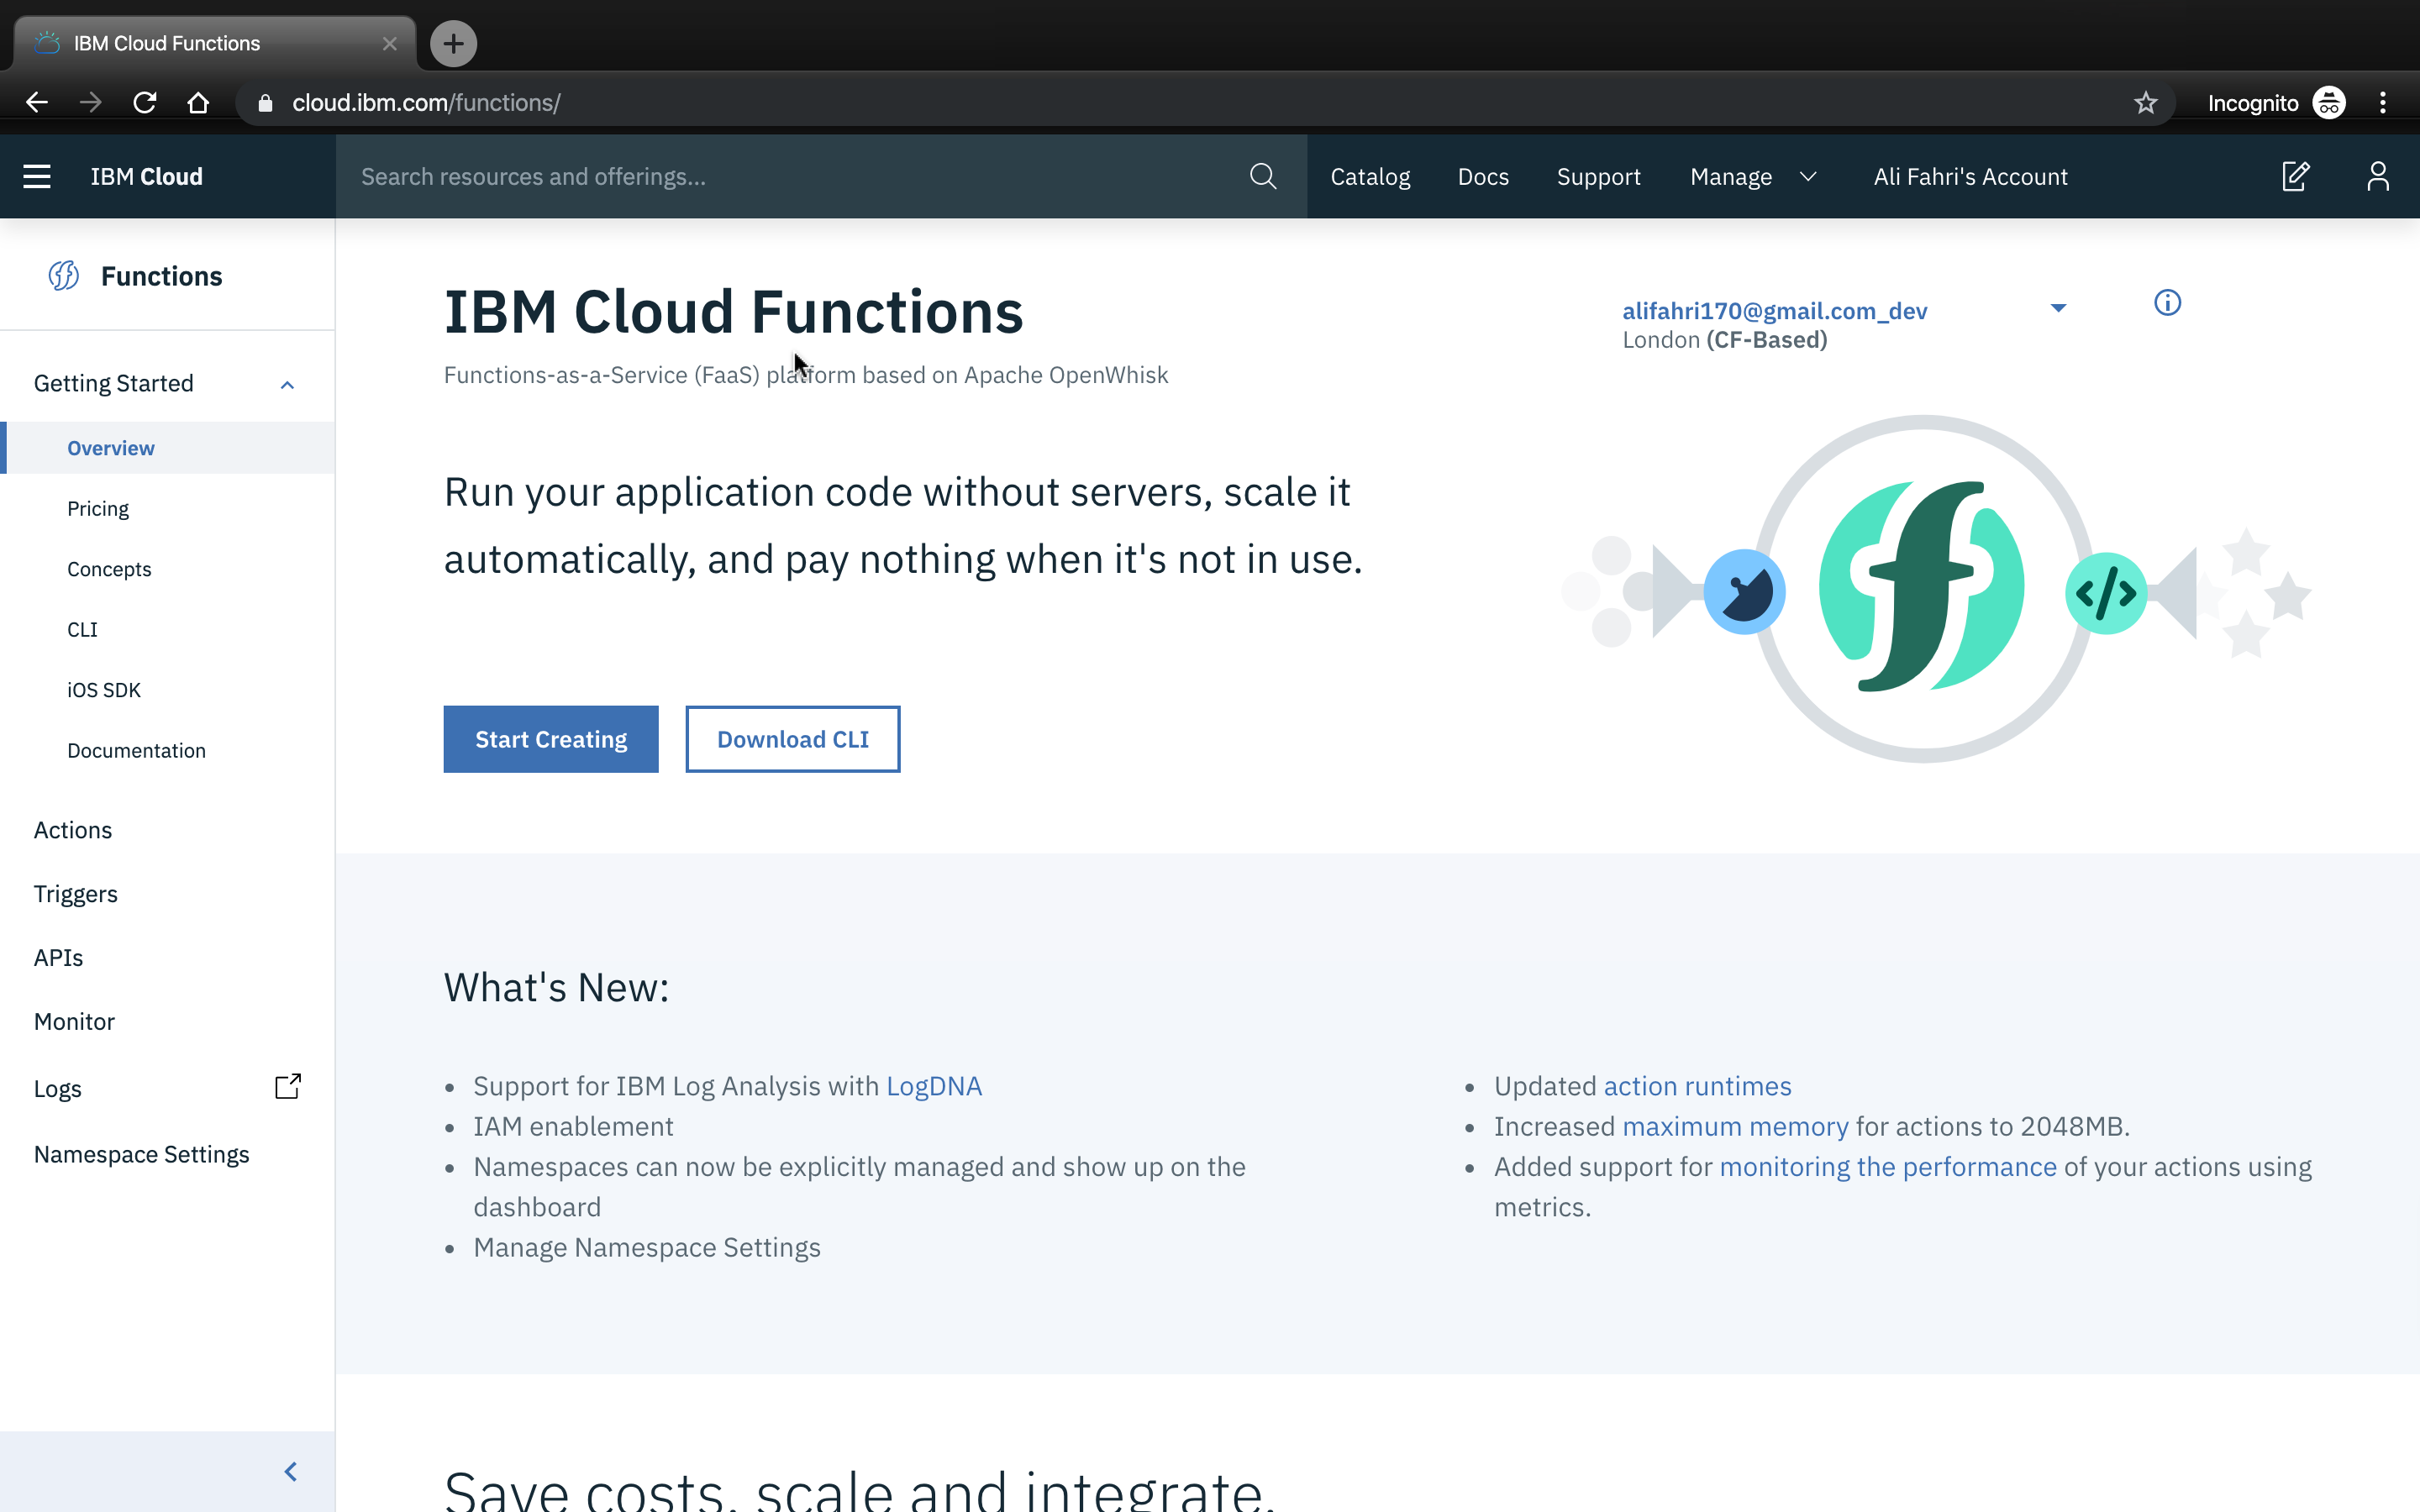 IBM Cloud Functions
cloud.ibm.com/functions/
Incognito
IBM Cloud
Search resources and offerings...
Catalog
Docs
Support
Manage
Ali Fahri's Account
Functions
Getting Started
Overview
Pricing
Concepts
CLI
iOS SDK
Documentation
Actions
Triggers
APIs
Monitor
Logs
Namespace Settings
IBM Cloud Functions
Functions-as-a-Service (FaaS) platform based on Apache OpenWhisk
alifahri170@gmail.com_dev
London (CF-Based)
Run your application code without servers, scale it
automatically, and pay nothing when it's not in use.
Start Creating
Download CLI
What's New:
Support for IBM Log Analysis with LogDNA
IAM enablement
Namespaces can now be explicitly managed and show up on the
dashboard
Manage Namespace Settings
Updated action runtimes
Increased maximum memory for actions to 2048MB.
Added support for monitoring the performance of your actions using
metrics.
Save costs, scale and integrate.